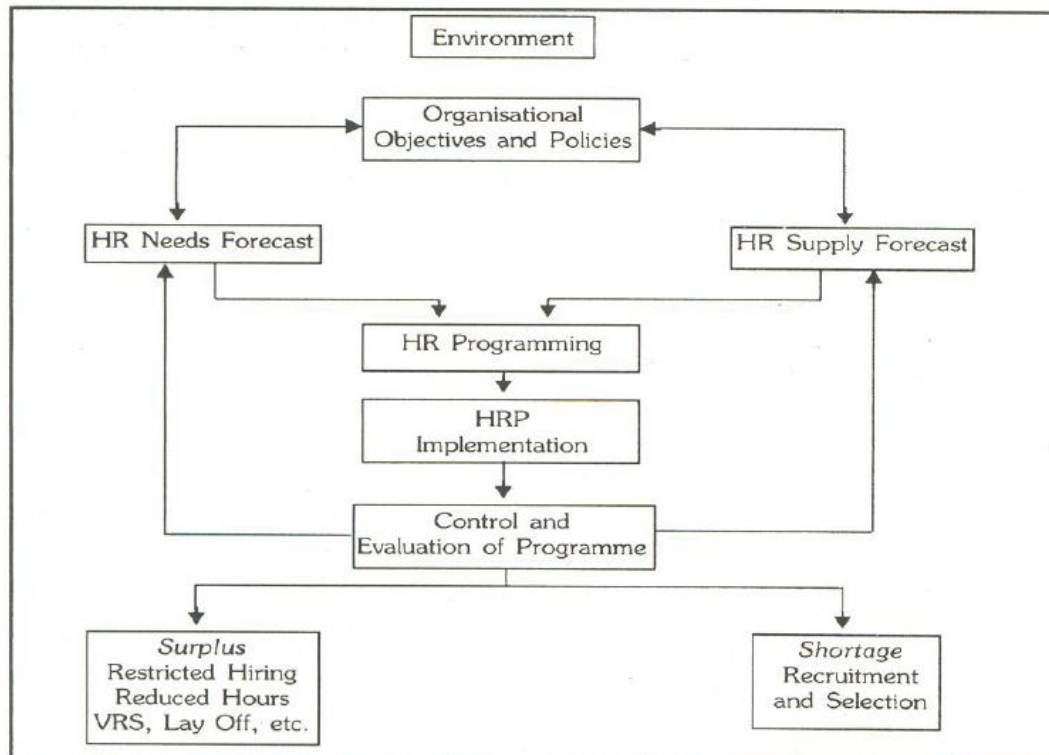 Environment
Organisational
Objectives and Policies
HR Needs Forecast
HR Supply Forecast
HR Programming
HRP
Implementation
Control and
Evaluation of Programme
Surplus
Restricted Hiring
Reduced Hours
VRS, Lay Off, etc.
Shortage
Recruitment
and Selection